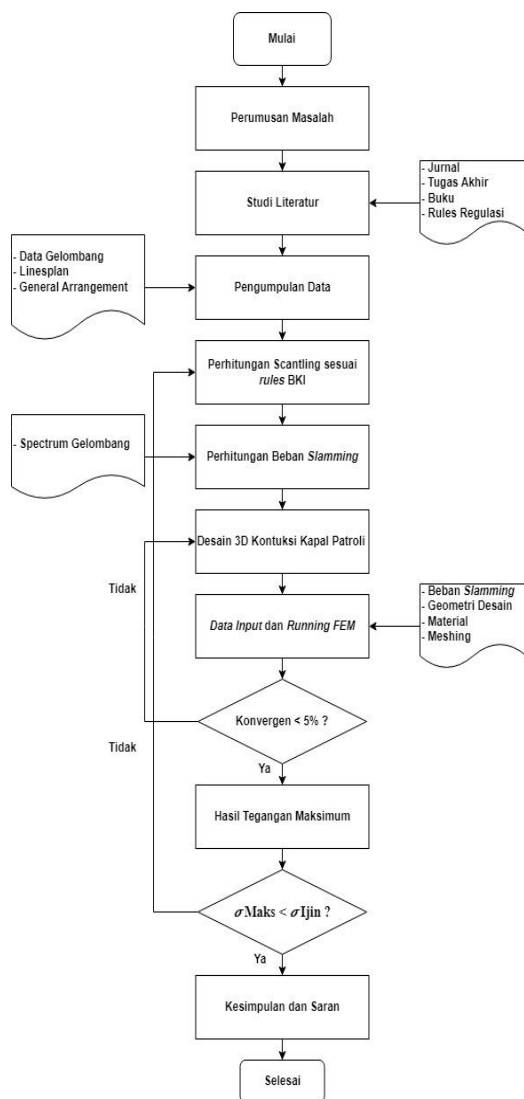 Mulai
Perumusan Masalah
- Jurnal
- Tugas Akhir
- Buku
- Rules Regulasi
Studi Literatur
- Data Gelombang
- Linesplan
- General Arrangement
Pengumpulan Data
Perhitungan Scantling sesuai
rules BKI
- Spectrum Gelombang
Perhitungan Beban Slamming
Desain 3D Kontuksi Kapal Patroli
Tidak
- Beban Slamming
- Geometri Desain
- Material
- Meshing
Data Input dan Running FEM
Konvergen < 5% ?
Tidak
Ya
Hasil Tegangan Maksimum
σ Maks < σ Ijin ?
Ya
Kesimpulan dan Saran
Selesai